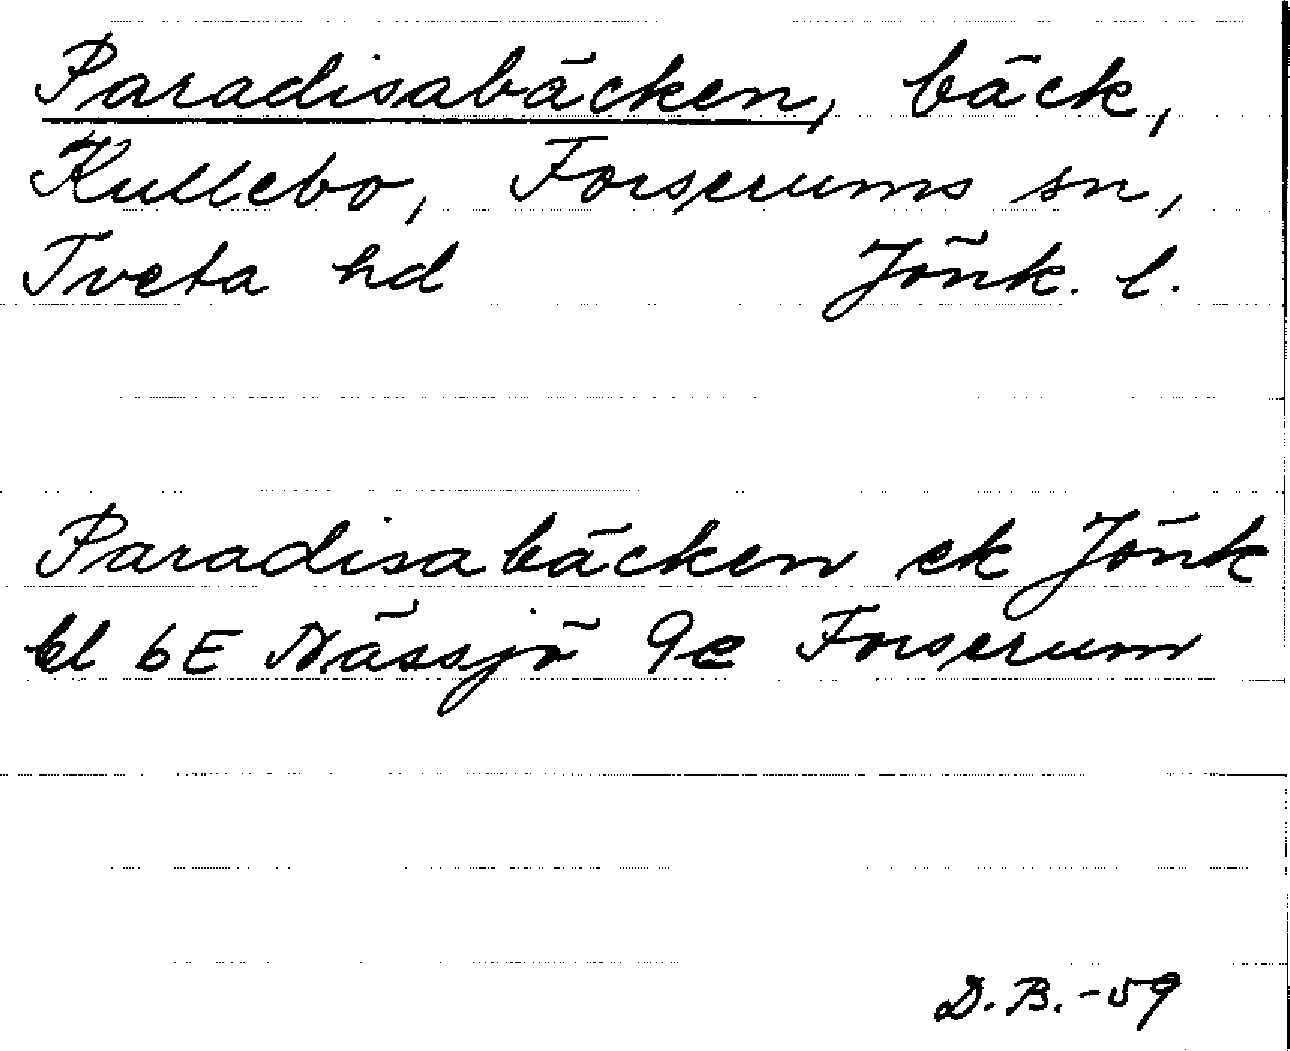 Paradisabäcken, bäck,
Kullebo, Forserums sn,
Tveta hd Jönk. l.
Paradisabäcken ek Jönk
bl 6E Nässjö 9e Forserum
D.B.-59